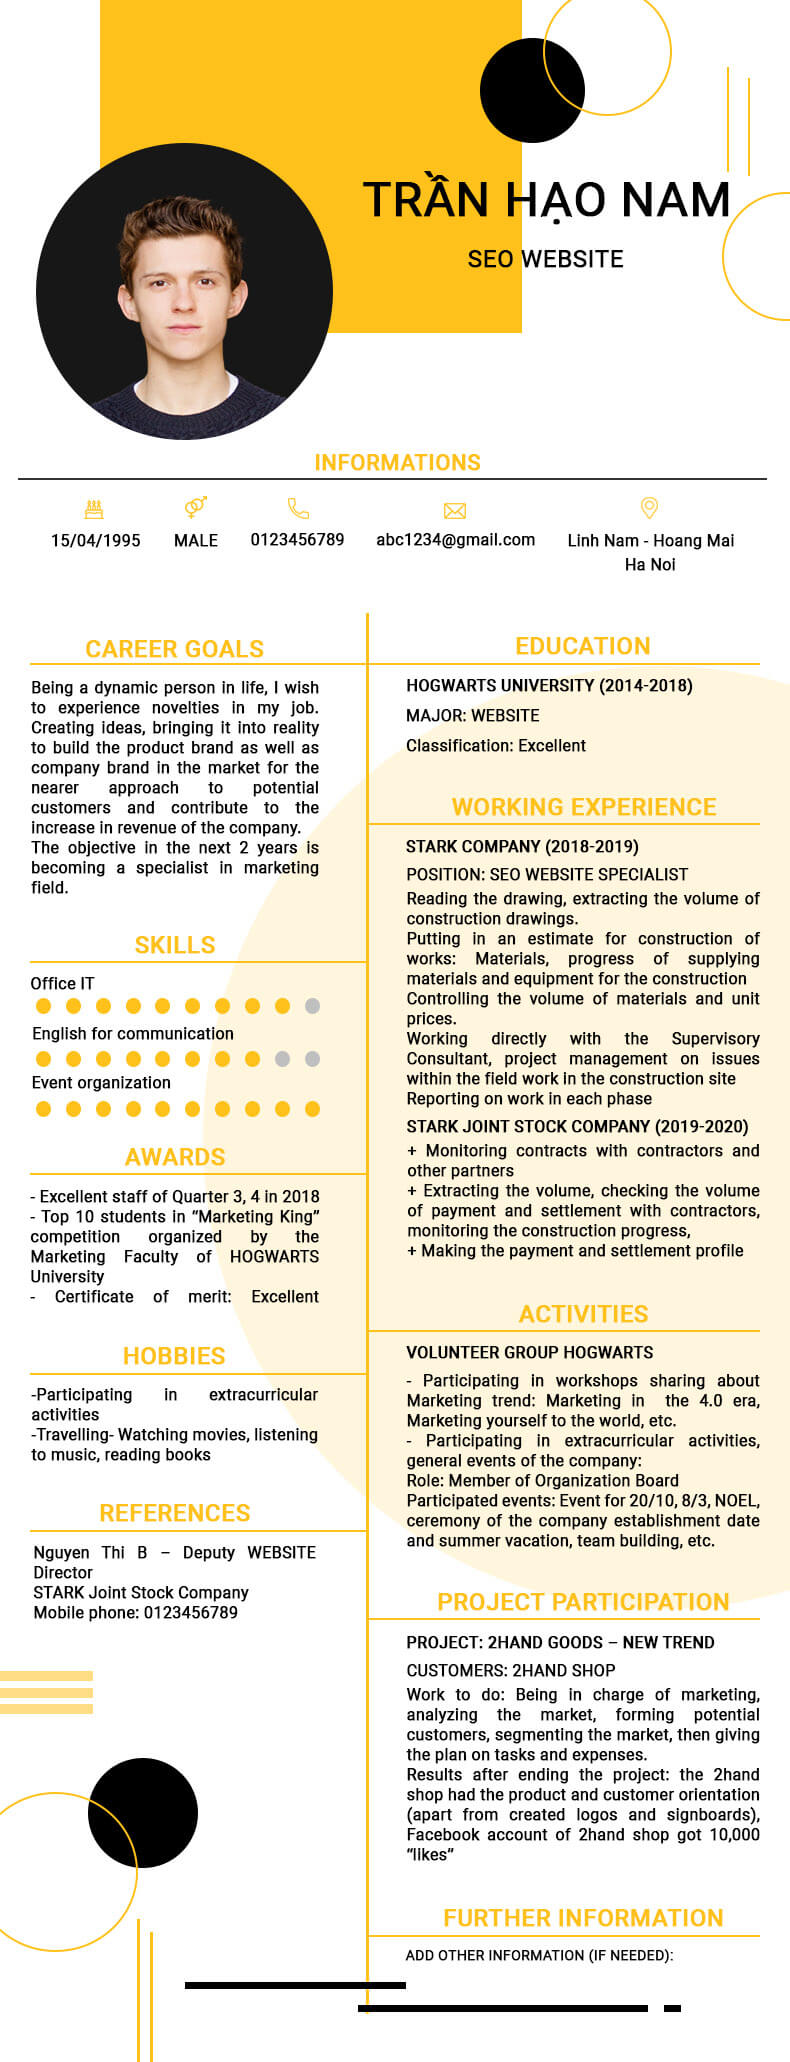 TRẦN HẠO NAM
SEO WEBSITE
INFORMATIONS
15/04/1995
MALE
0123456789
abc1234@gmail.com
Linh Nam - Hoang Mai
Ha Noi
CAREER GOALS
Being a dynamic person in life, I wish
to experience novelties in my job.
Creating ideas, bringing it into reality
to build the product brand as well as
company brand in the market for the
nearer approach to potential
customers and contribute to the
increase in revenue of the company.
The objective in the next 2 years is
becoming a specialist in marketing
field.
SKILLS
Office IT
English for communication
Event organization
AWARDS
- Excellent staff of Quarter 3, 4 in 2018
- Top 10 students in “Marketing King”
competition organized by the
Marketing Faculty of HOGWARTS
University
- Certificate of merit: Excellent
HOBBIES
-Participating in extracurricular
activities
-Travelling- Watching movies, listening
to music, reading books
REFERENCES
Nguyen Thi B – Deputy WEBSITE
Director
STARK Joint Stock Company
Mobile phone: 0123456789
EDUCATION
HOGWARTS UNIVERSITY (2014-2018)
MAJOR: WEBSITE
Classification: Excellent
WORKING EXPERIENCE
STARK COMPANY (2018-2019)
POSITION: SEO WEBSITE SPECIALIST
Reading the drawing, extracting the volume of
construction drawings.
Putting in an estimate for construction of
works: Materials, progress of supplying
materials and equipment for the construction
Controlling the volume of materials and unit
prices.
Working directly with the Supervisory
Consultant, project management on issues
within the field work in the construction site
Reporting on work in each phase
STARK JOINT STOCK COMPANY (2019-2020)
+ Monitoring contracts with contractors and
other partners
+ Extracting the volume, checking the volume
of payment and settlement with contractors,
monitoring the construction progress,
+ Making the payment and settlement profile
ACTIVITIES
VOLUNTEER GROUP HOGWARTS
- Participating in workshops sharing about
Marketing trend: Marketing in the 4.0 era,
Marketing yourself to the world, etc.
- Participating in extracurricular activities,
general events of the company:
Role: Member of Organization Board
Participated events: Event for 20/10, 8/3, NOEL,
ceremony of the company establishment date
and summer vacation, team building, etc.
PROJECT PARTICIPATION
PROJECT: 2HAND GOODS – NEW TREND
CUSTOMERS: 2HAND SHOP
Work to do: Being in charge of marketing,
analyzing the market, forming potential
customers, segmenting the market, then giving
the plan on tasks and expenses.
Results after ending the project: the 2hand
shop had the product and customer orientation
(apart from created logos and signboards),
Facebook account of 2hand shop got 10,000
“likes”
FURTHER INFORMATION
ADD OTHER INFORMATION (IF NEEDED):